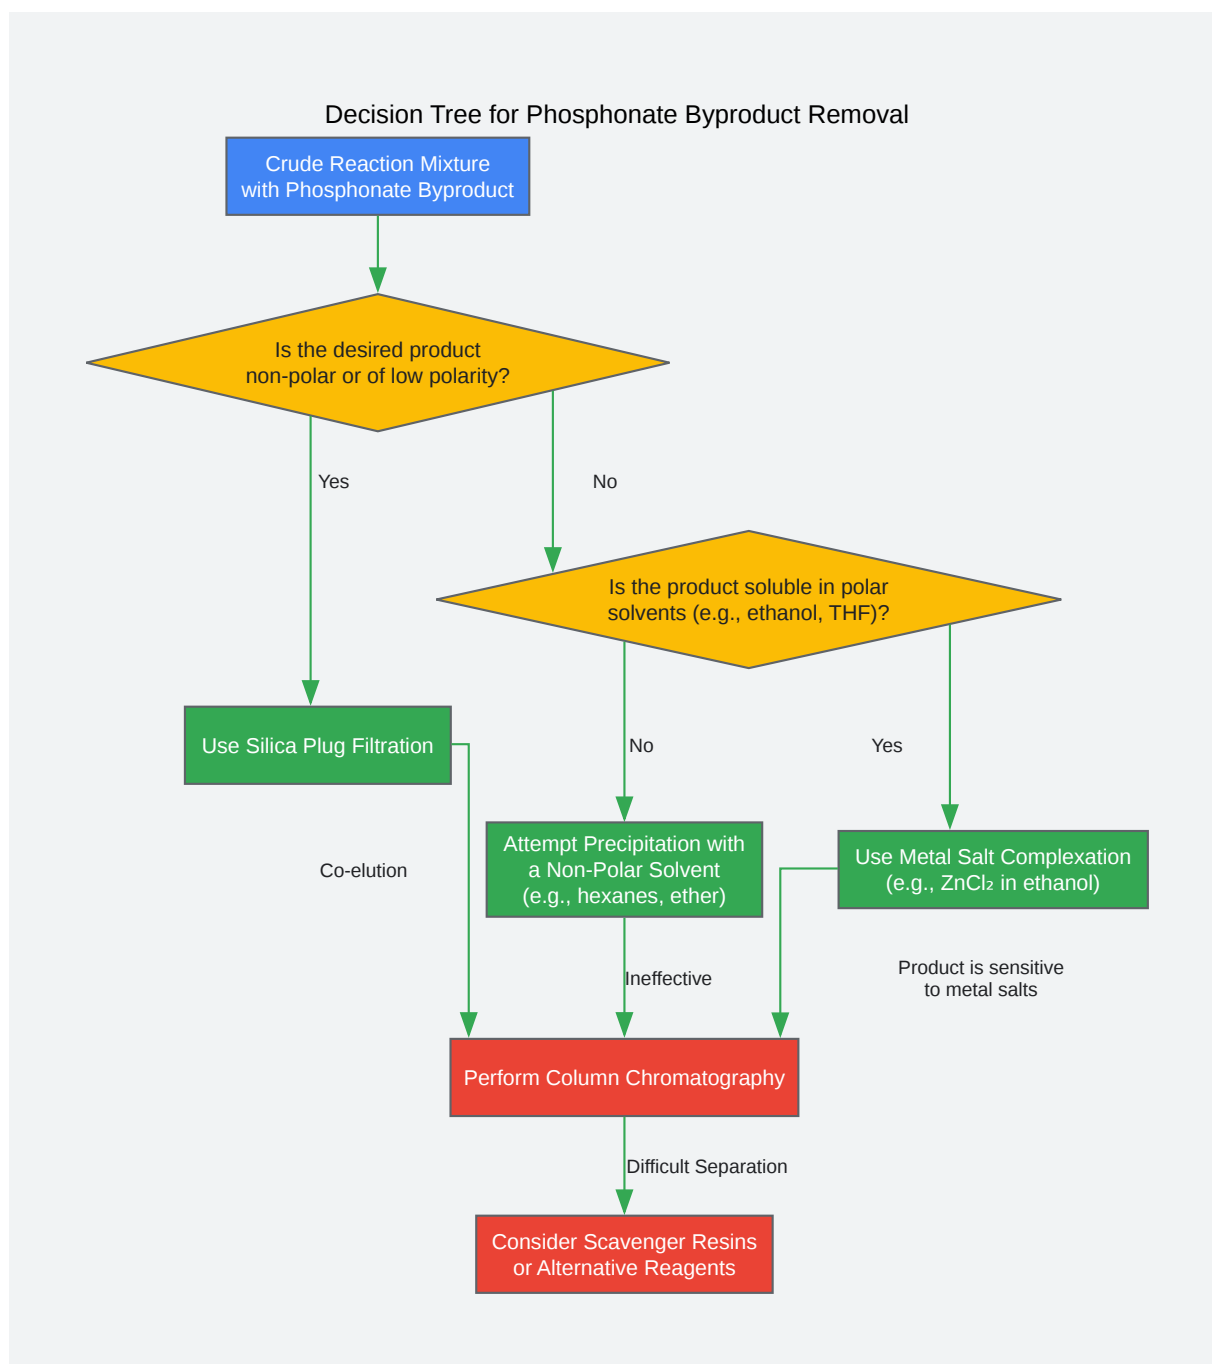 Decision Tree for Phosphonate Byproduct Removal
Crude Reaction Mixture
with Phosphonate Byproduct
Is the desired product
non-polar or of low polarity?
Yes
No
Is the product soluble in polar
solvents (e.g., ethanol, THF)?
Use Silica Plug Filtration
No
Yes
Attempt Precipitation with
a Non-Polar Solvent
(e.g., hexanes, ether)
Use Metal Salt Complexation
(e.g., ZnCl₂ in ethanol)
Co-elution
Ineffective
Product is sensitive
to metal salts
Perform Column Chromatography
Difficult Separation
Consider Scavenger Resins
or Alternative Reagents